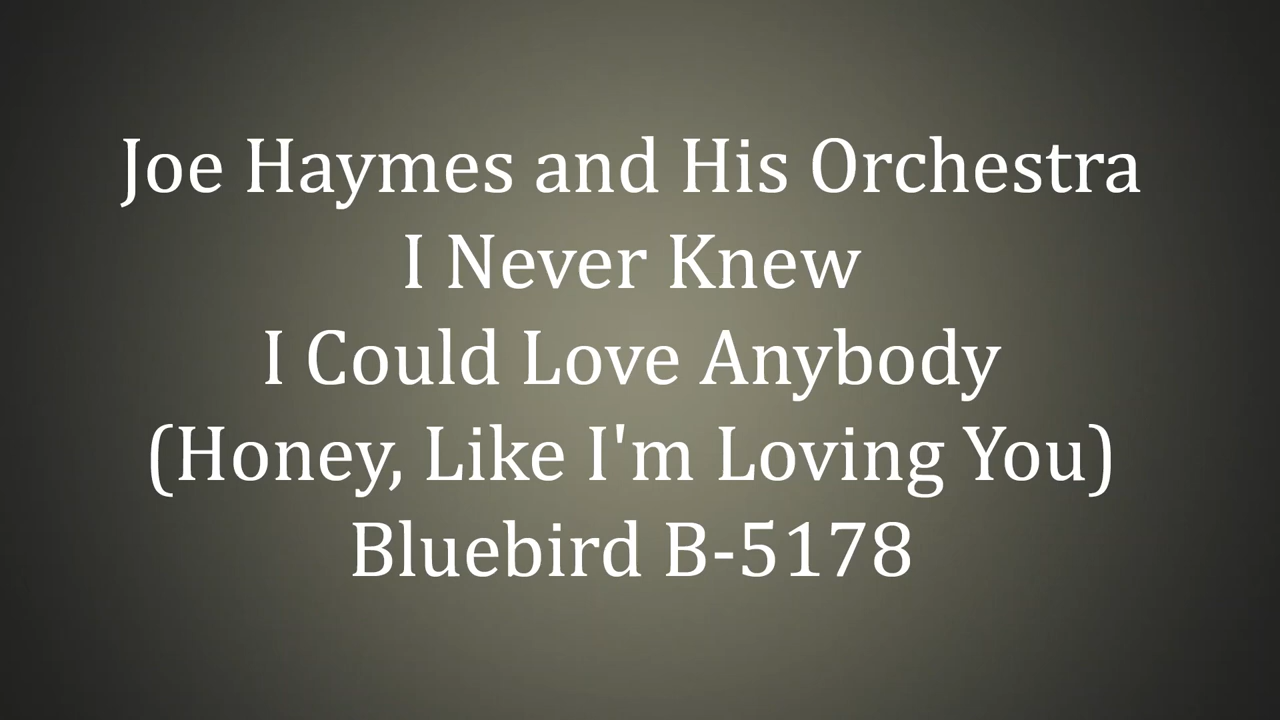 Joe Haymes and His Orchestra
I Never Knew
I Could Love Anybody
(Honey, Like I'm Loving You)
Bluebird B-5178